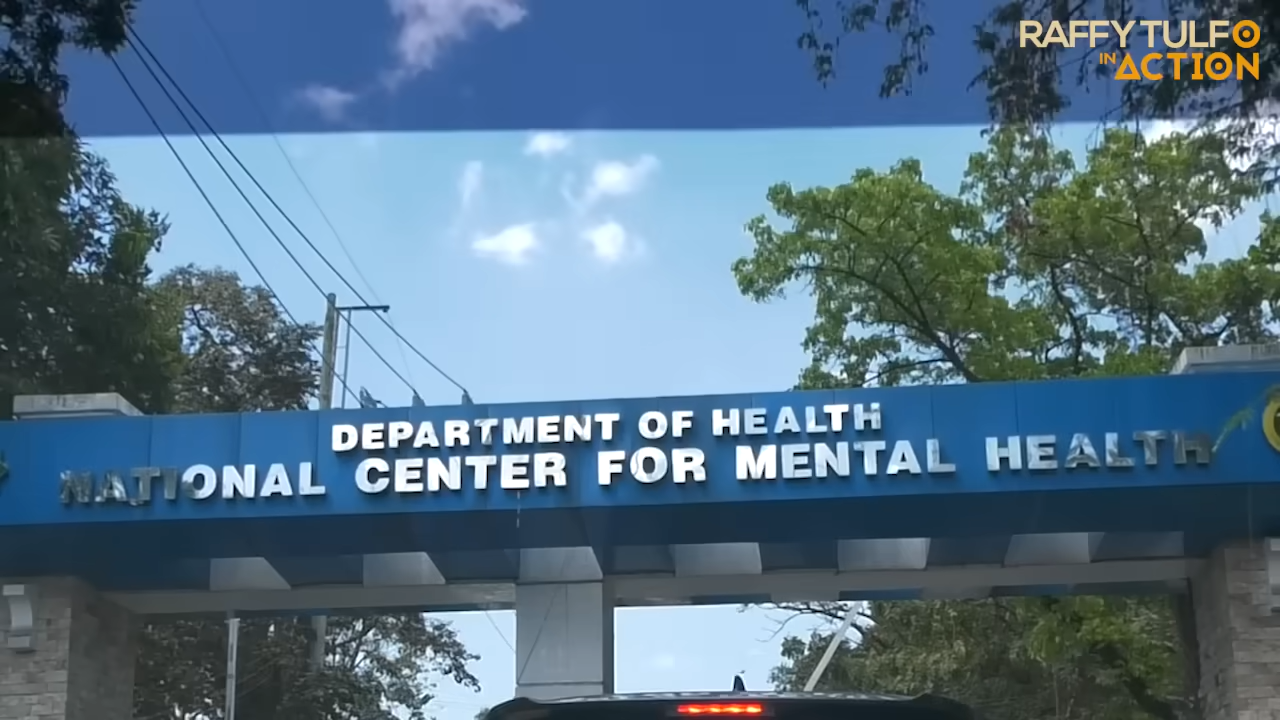 RAFFY TULFO
IN ACTION
DEPARTMENT OF HEALTH
NATIONAL CENTER FOR MENTAL HEALTH